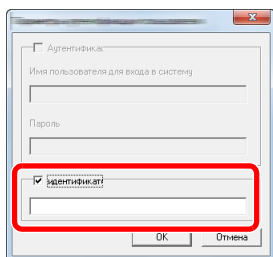 Аутентифика
Имя пользователя для входа в систему
Пароль
идентификат
OK
Отмена